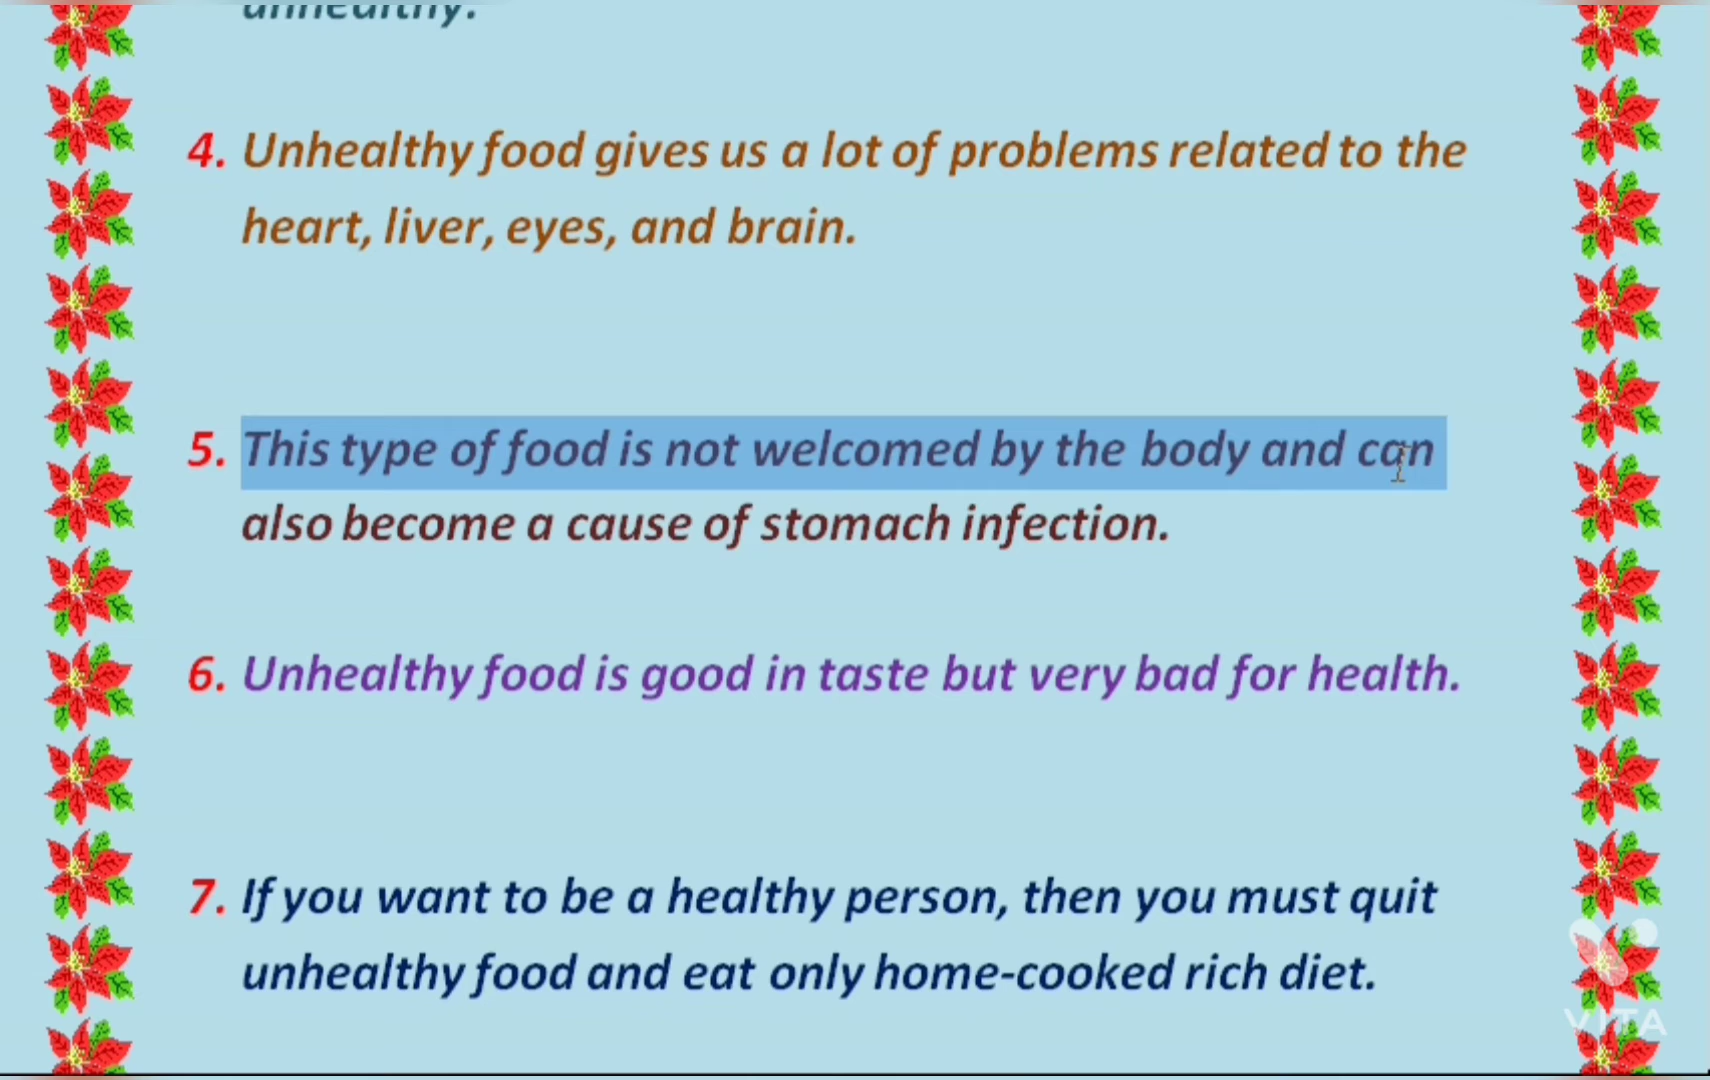 unhealthy.
4. Unhealthy food gives us a lot of problems related to the
heart, liver, eyes, and brain.
5. This type of food is not welcomed by the body and can
also become a cause of stomach infection.
6. Unhealthy food is good in taste but very bad for health.
7. If you want to be a healthy person, then you must quit
unhealthy food and eat only home-cooked rich diet.
VITA